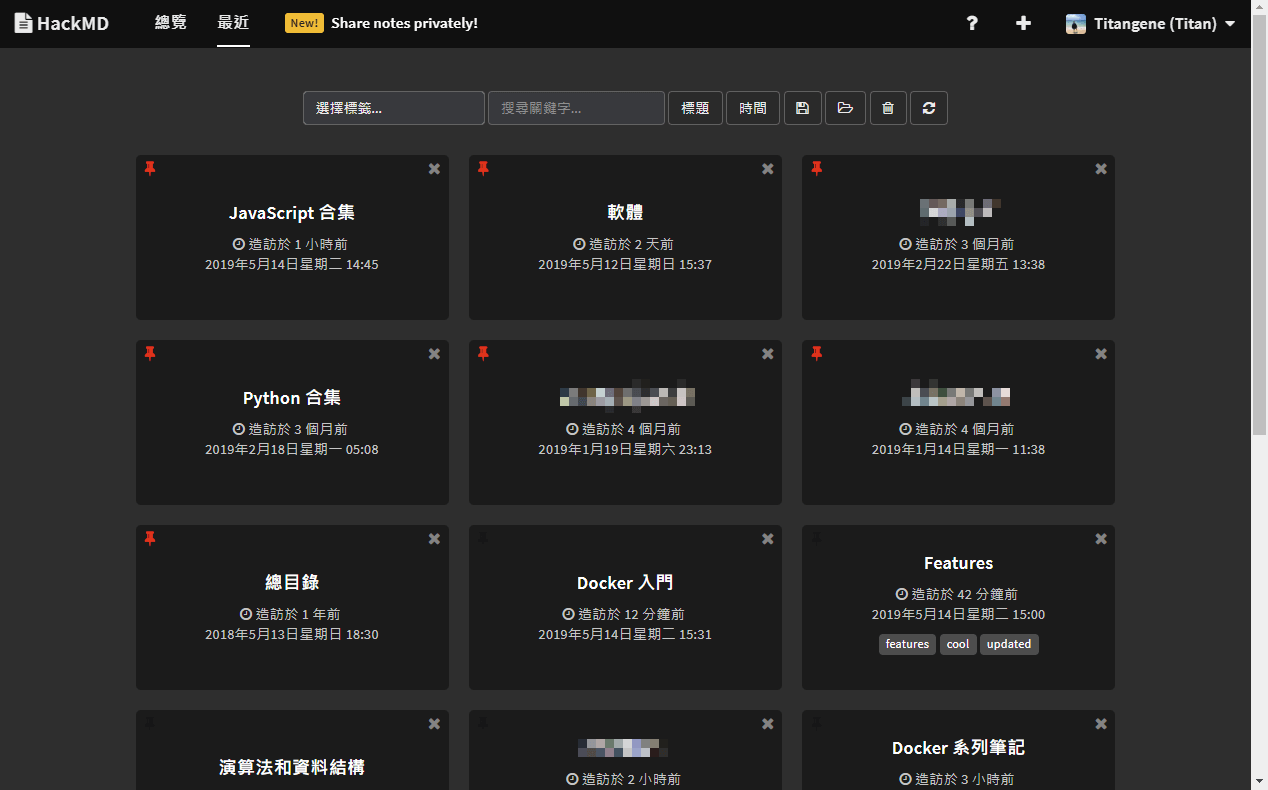 HackMD 總覽 最近 New! Share notes privately! ? Titangene (Titan)
選擇標籤... 搜尋關鍵字... 標題 時間
JavaScript 合集
造訪於 1 小時前
2019年5月14日星期二 14:45
軟體
造訪於 2 天前
2019年5月12日星期日 15:37
造訪於 3 個月前
2019年2月22日星期五 13:38
Python 合集
造訪於 3 個月前
2019年2月18日星期一 05:08
造訪於 4 個月前
2019年1月19日星期六 23:13
造訪於 4 個月前
2019年1月14日星期一 11:38
總目錄
造訪於 1 年前
2018年5月13日星期日 18:30
Docker 入門
造訪於 12 分鐘前
2019年5月14日星期二 15:31
Features
造訪於 42 分鐘前
2019年5月14日星期二 15:00
features cool updated
演算法和資料結構
造訪於 2 小時前
Docker 系列筆記
造訪於 3 小時前